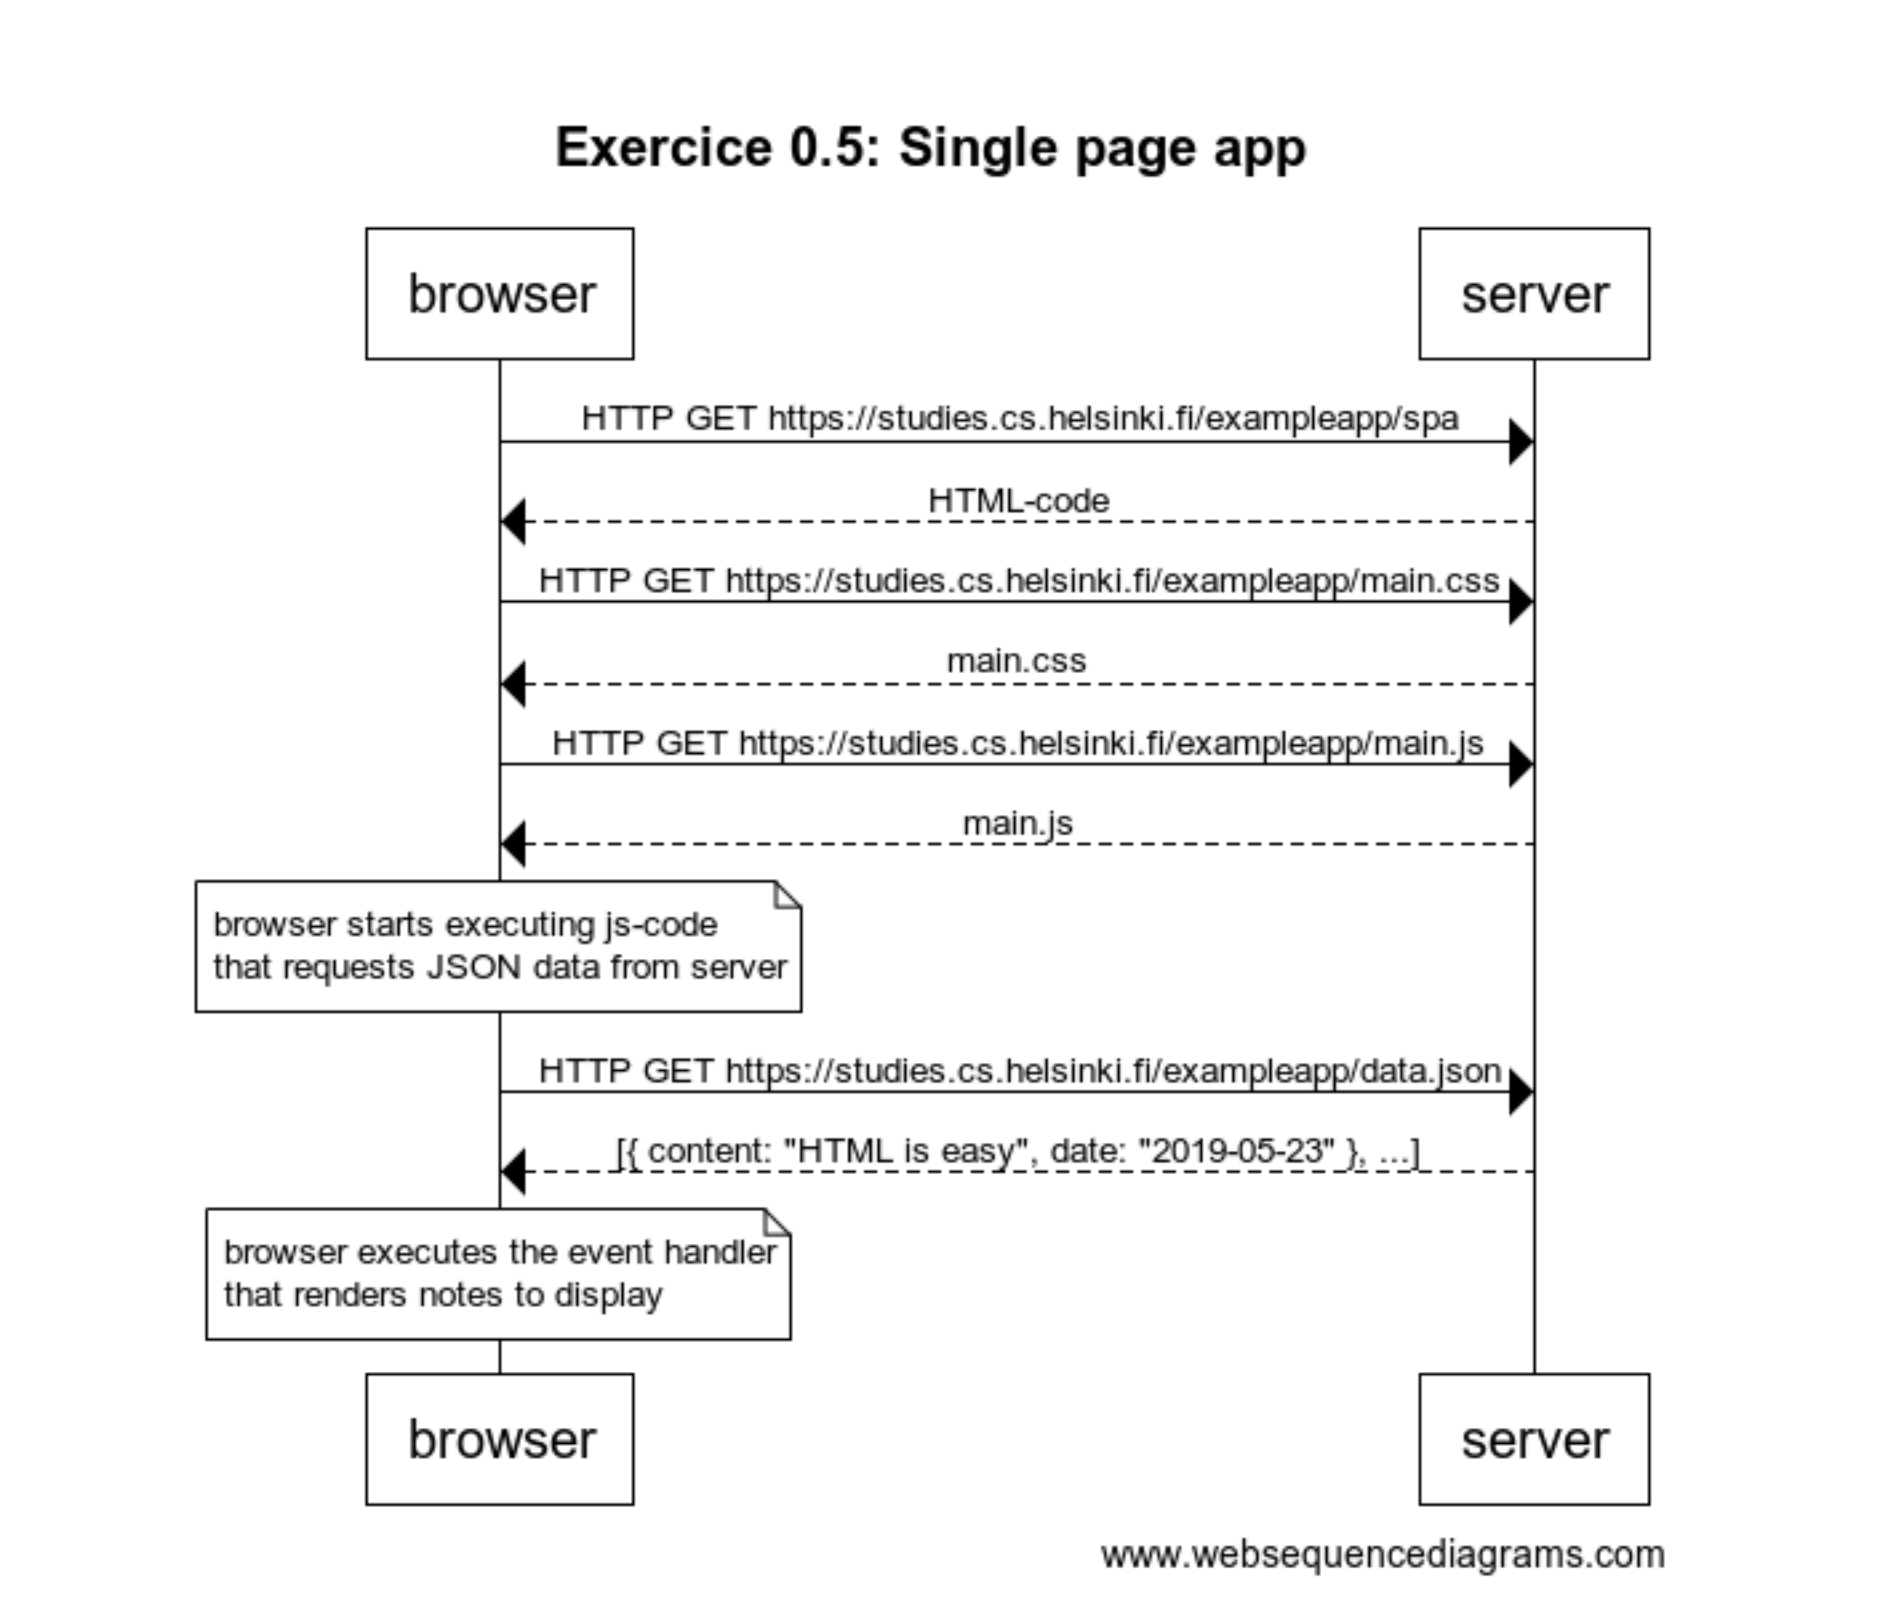 Exercice 0.5: Single page app
browser
server
HTTP GET https://studies.cs.helsinki.fi/exampleapp/spa
HTML-code
HTTP GET https://studies.cs.helsinki.fi/exampleapp/main.css
main.css
HTTP GET https://studies.cs.helsinki.fi/exampleapp/main.js
main.js
browser starts executing js-code
that requests JSON data from server
HTTP GET https://studies.cs.helsinki.fi/exampleapp/data.json
[{ content: "HTML is easy", date: "2019-05-23" }, ...]
browser executes the event handler
that renders notes to display
browser
server
www.websequencediagrams.com